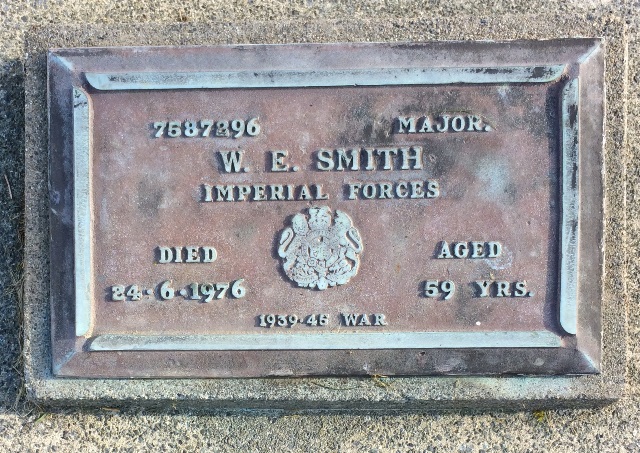 7587296 MAJOR.
W. E. SMITH
IMPERIAL FORCES
DIED AGED
24-6-1976 59 YRS.
1939-45 WAR